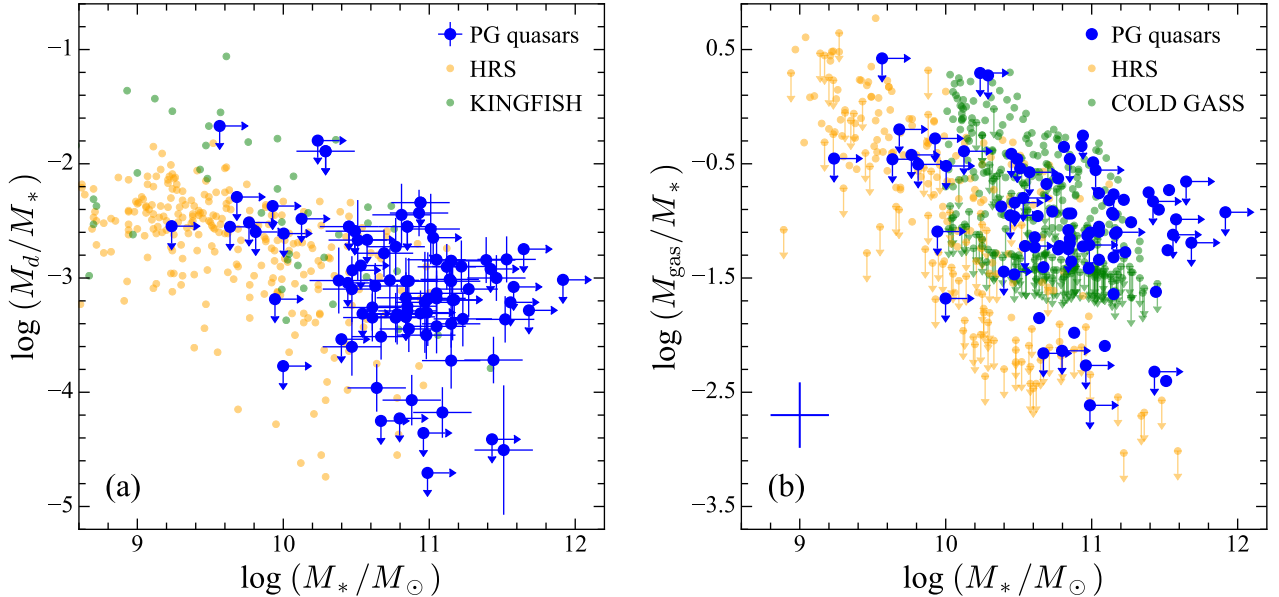 PG quasars
HRS
KINGFISH
−1
−2
−3
−4
−5
log (M_d/M_*)
(a)
9
10
11
12
log (M_*/M_⊙)
PG quasars
HRS
COLD GASS
0.5
−0.5
−1.5
−2.5
−3.5
log (M_gas/M_*)
(b)
9
10
11
12
log (M_*/M_⊙)